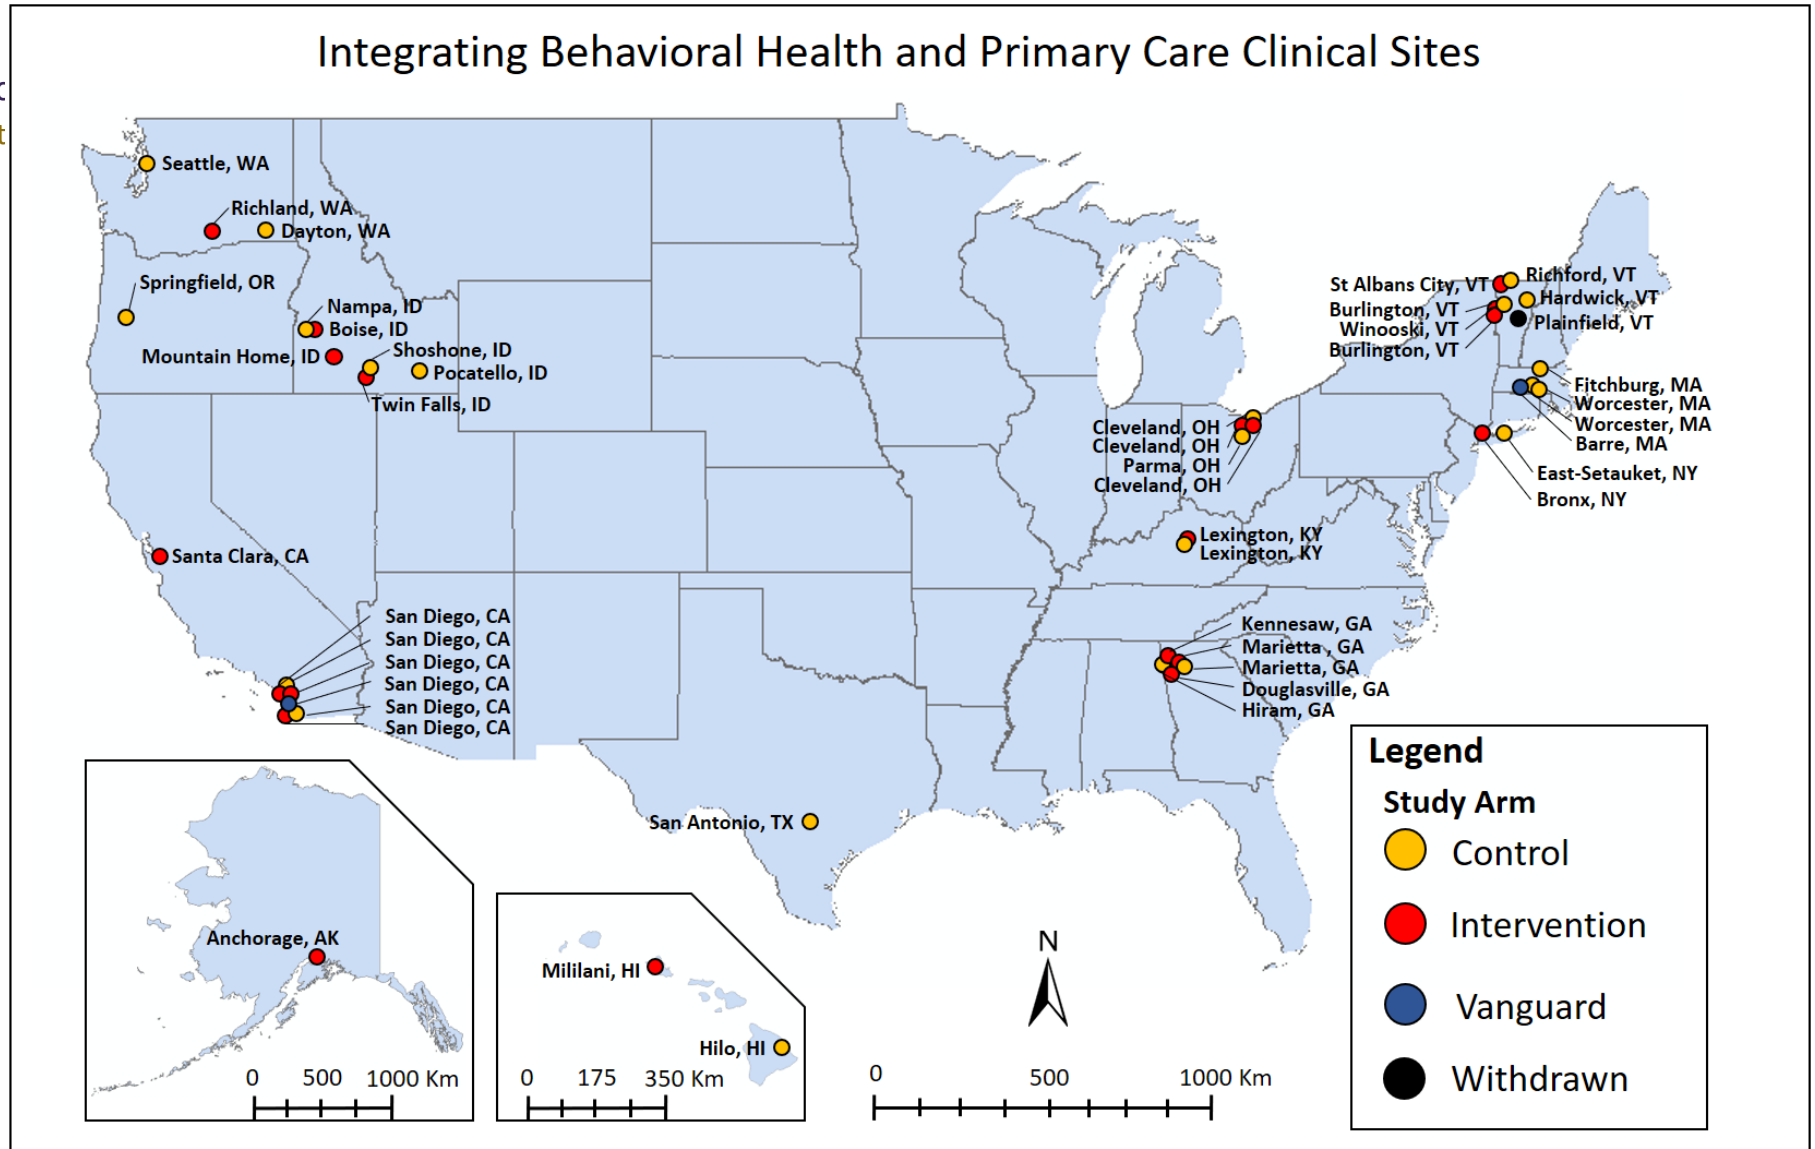 Integrating Behavioral Health and Primary Care Clinical Sites
Seattle, WA
Richland, WA
Dayton, WA
Springfield, OR
Nampa, ID
Boise, ID
Mountain Home, ID
Shoshone, ID
Pocatello, ID
Twin Falls, ID
Santa Clara, CA
San Diego, CA
San Diego, CA
San Diego, CA
San Diego, CA
San Diego, CA
San Diego, CA
San Antonio, TX
St Albans City, VT
Richford, VT
Hardwick, VT
Burlington, VT
Winooski, VT
Plainfield, VT
Burlington, VT
Fitchburg, MA
Worcester, MA
Worcester, MA
Barre, MA
East-Setauket, NY
Bronx, NY
Cleveland, OH
Cleveland, OH
Parma, OH
Cleveland, OH
Lexington, KY
Lexington, KY
Kennesaw, GA
Marietta , GA
Marietta, GA
Douglasville, GA
Hiram, GA
Anchorage, AK
0 500 1000 Km
Mililani, HI
Hilo, HI
0 175 350 Km
N
0 500 1000 Km
Legend
Study Arm
Control
Intervention
Vanguard
Withdrawn